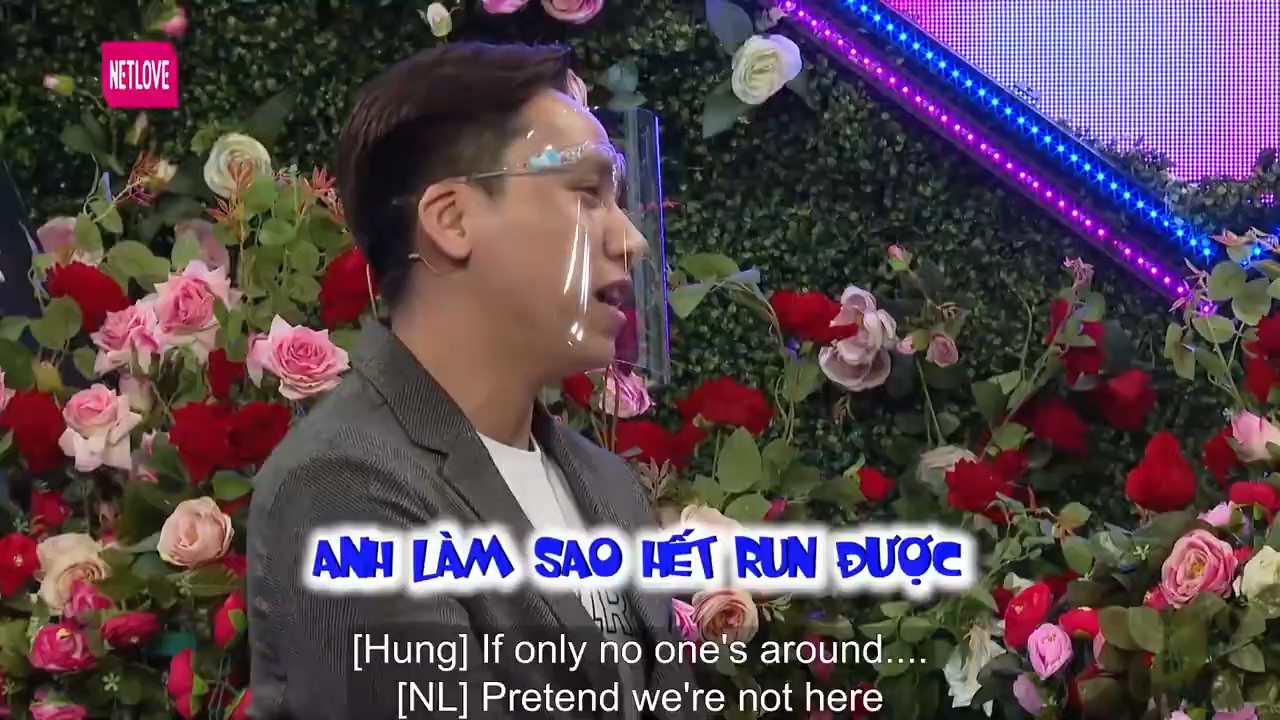 NETLOVE
ANH LÀM SAO HẾT RUN ĐƯỢC
[Hung] If only no one's around....
[NL] Pretend we're not here